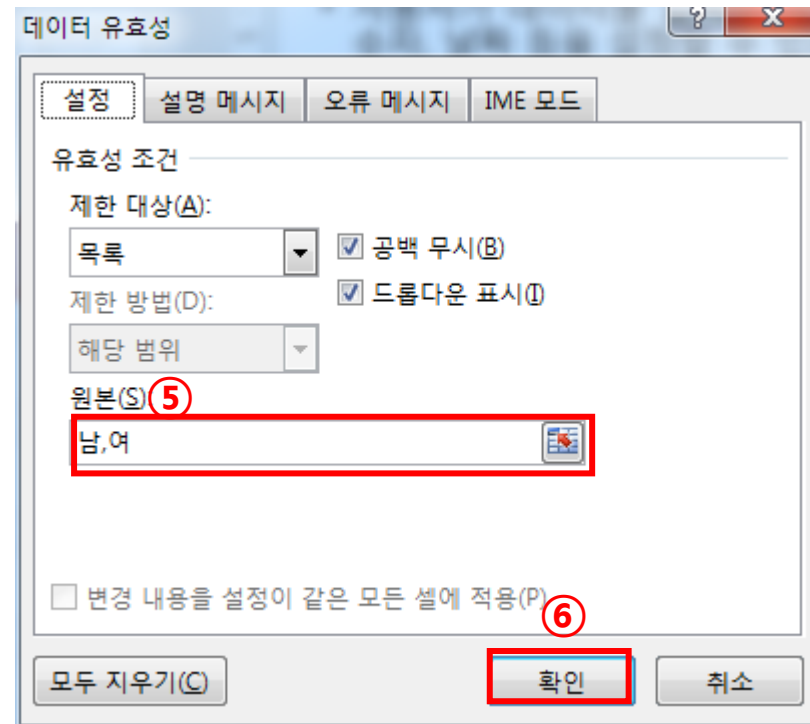 데이터 유효성
설정 설명 메시지 오류 메시지 IME 모드
유효성 조건
제한 대상(A):
목록 공백 무시(B)
제한 방법(D): 드롭다운 표시(I)
해당 범위
원본(S) ⑤
남,여
변경 내용을 설정이 같은 모든 셀에 적용(P)
⑥
모두 지우기(C) 확인 취소